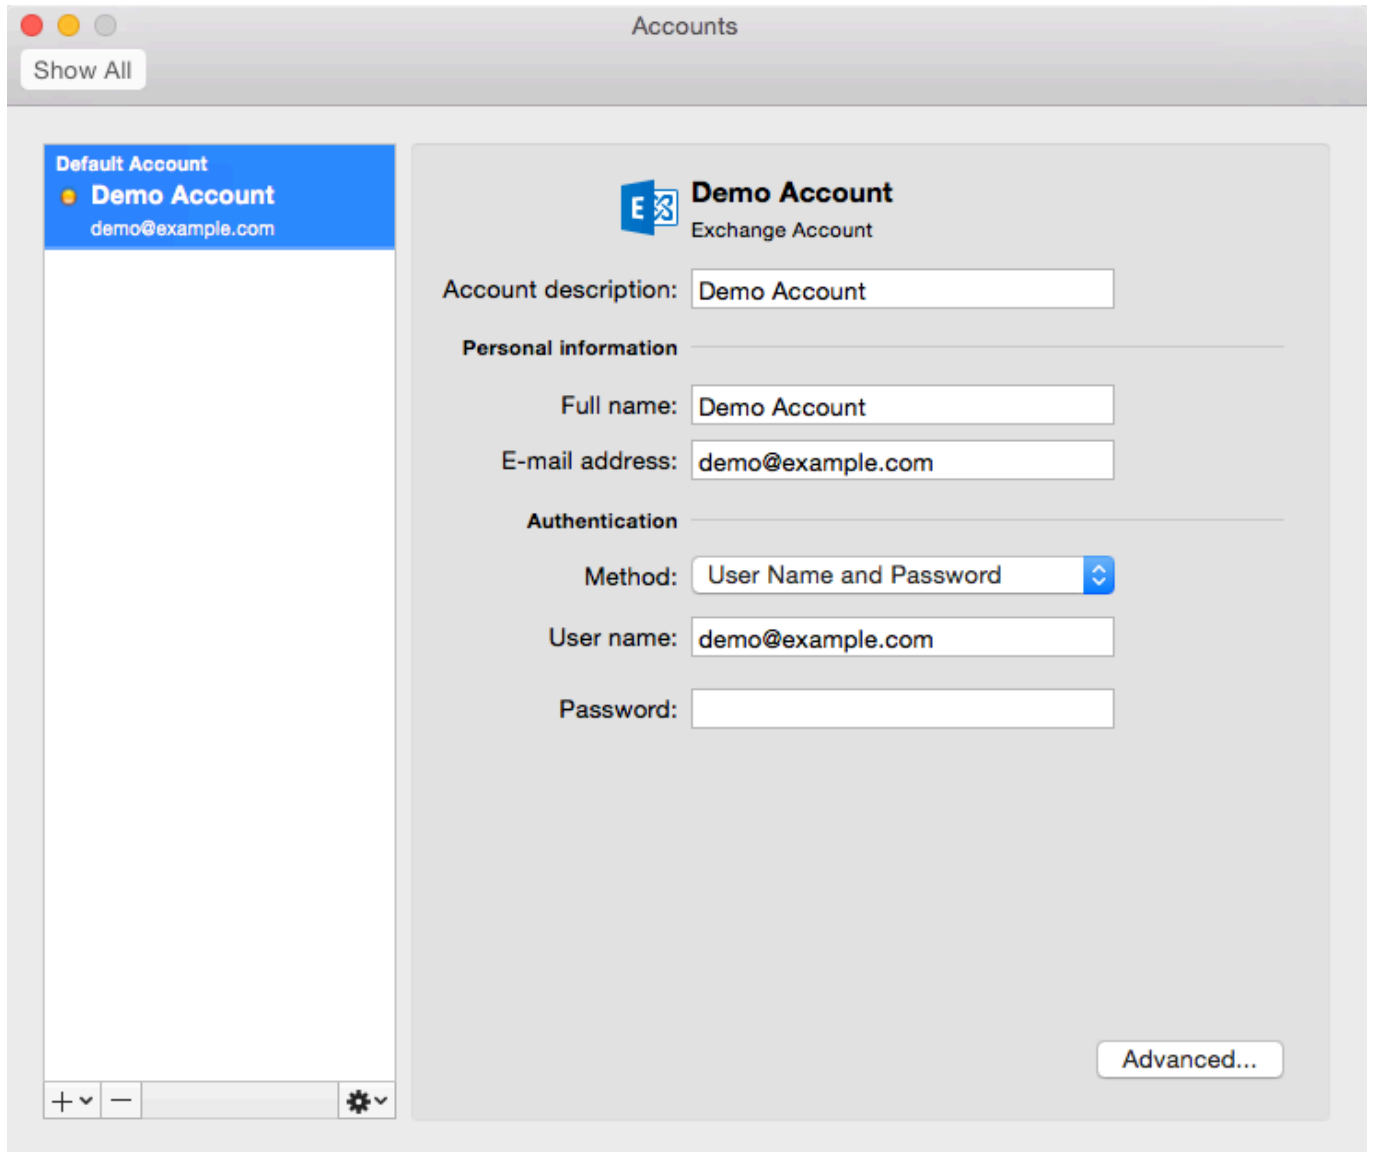 Accounts
Show All
Default Account
Demo Account
demo@example.com
E
Demo Account
Exchange Account
Account description: Demo Account
Personal information
Full name: Demo Account
E-mail address: demo@example.com
Authentication
Method: User Name and Password
User name: demo@example.com
Password:
Advanced...